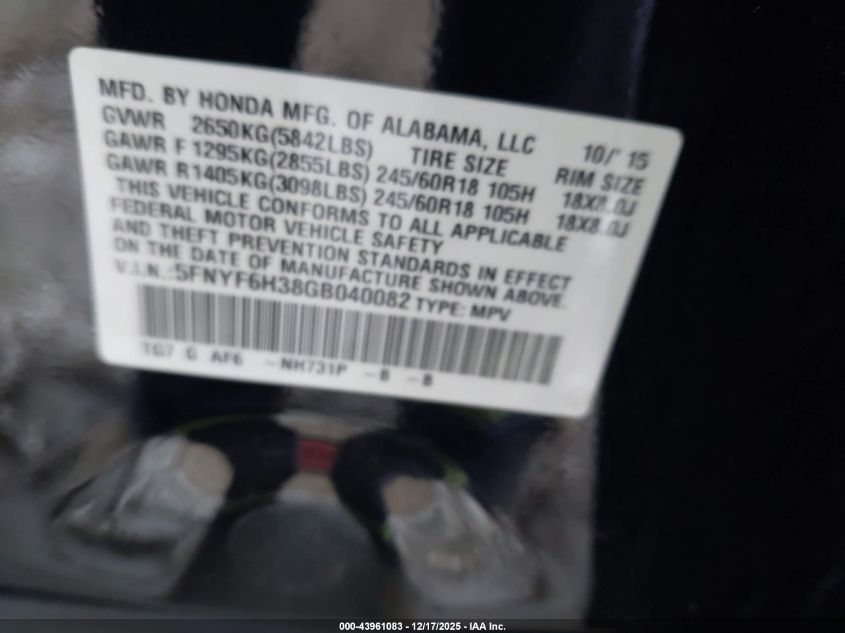 MFD. BY HONDA MFG. OF ALABAMA, LLC 10/'15
GVWR 2650KG(5842LBS) TIRE SIZE RIM SIZE
GAWR F 1295KG(2855LBS) 245/60R18 105H 18X8.0J
GAWR R 1405KG(3098LBS) 245/60R18 105H 18X8.0J
THIS VEHICLE CONFORMS TO ALL APPLICABLE
FEDERAL MOTOR VEHICLE SAFETY
AND THEFT PREVENTION STANDARDS IN EFFECT
ON THE DATE OF MANUFACTURE SHOWN ABOVE.
V.I.N.:5FNYF6H38GB040082 TYPE: MPV
TG7 G AF6 -NH731P -B -B
000-43961083 - 12/17/2025 - IAA Inc.